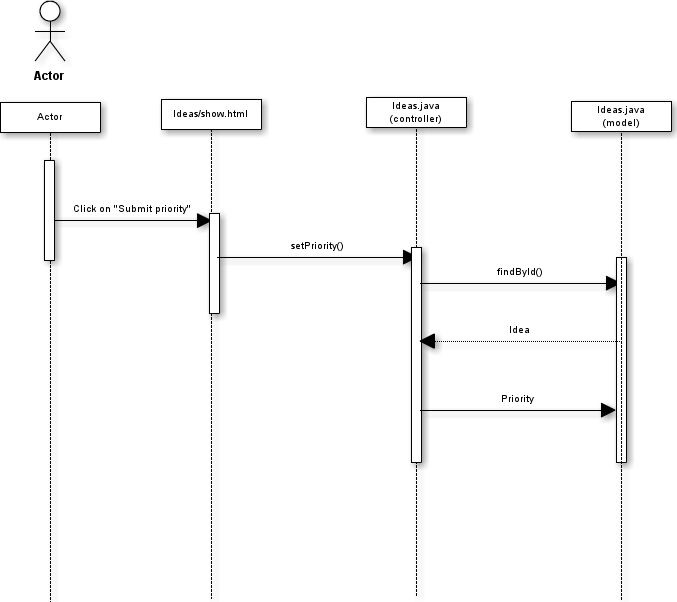 Actor
Actor
Ideas/show.html
Ideas.java
(controller)
Ideas.java
(model)
Click on "Submit priority"
setPriority()
findById()
Idea
Priority